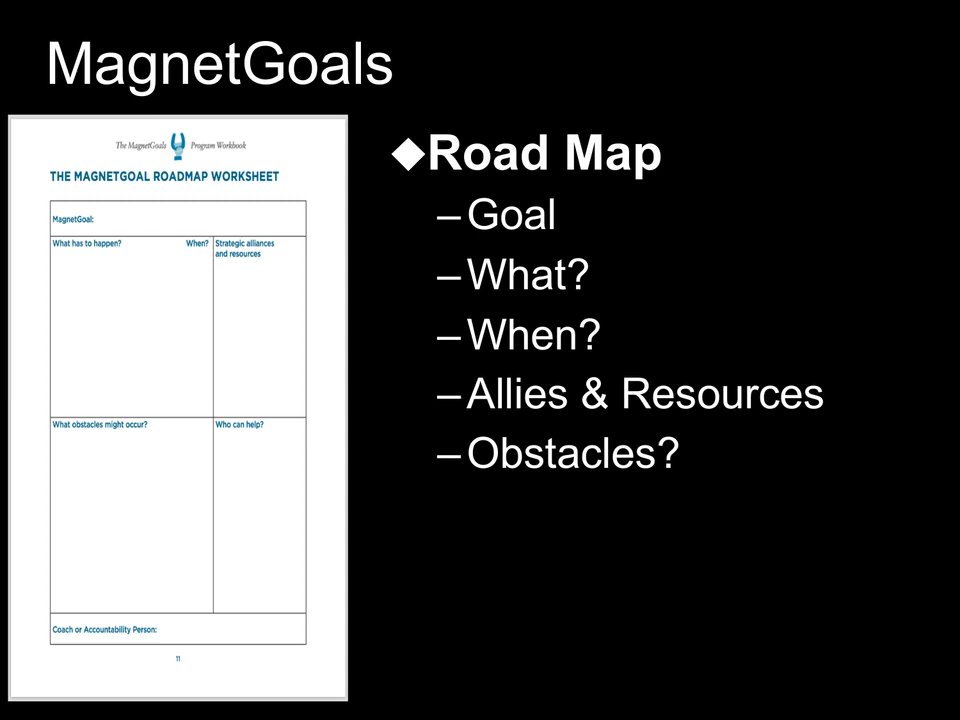 MagnetGoals
The MagnetGoals Program Workbook
THE MAGNETGOAL ROADMAP WORKSHEET
MagnetGoal:
What has to happen? When? Strategic alliances
and resources
What obstacles might occur? Who can help?
Coach or Accountability Person:
11
◆Road Map
–Goal
–What?
–When?
–Allies & Resources
–Obstacles?